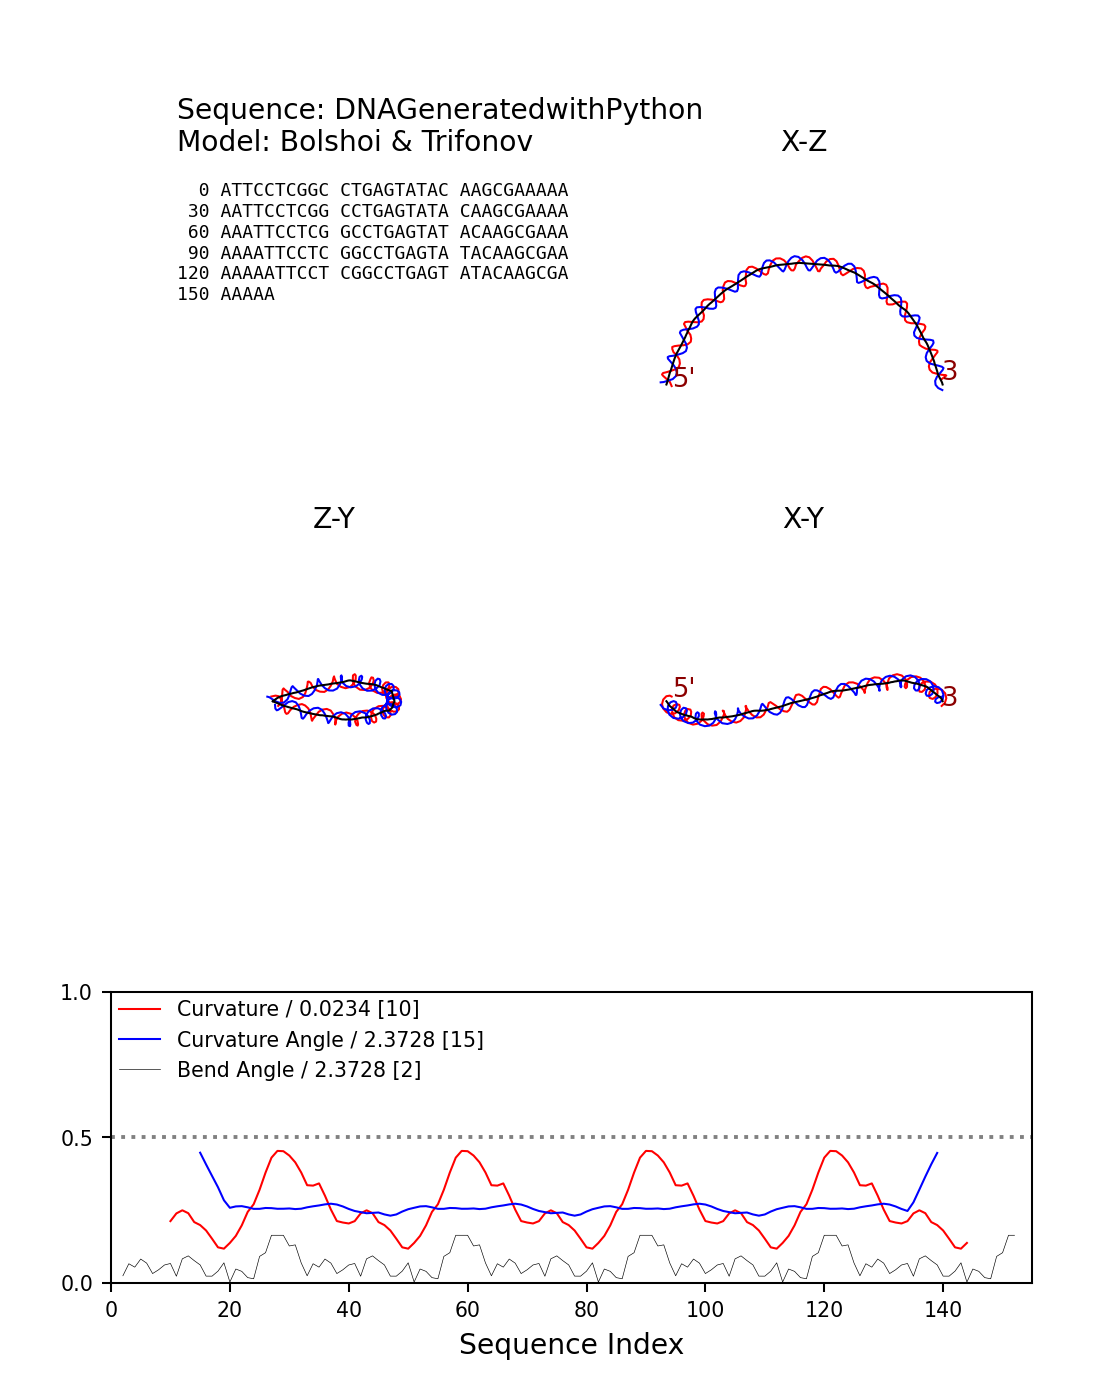 Sequence: DNAGeneratedwithPython
Model: Bolshoi & Trifonov
X-Z
0 ATTCCTCGGC CTGAGTATAC AAGCGAAAAA
30 AATTCCTCGG CCTGAGTATA CAAGCGAAAA
60 AAATTCCTCG GCCTGAGTAT ACAAGCGAAA
90 AAAATTCCTC GGCCTGAGTA TACAAGCGAA
120 AAAAATTCCT CGGCCTGAGT ATACAAGCGA
150 AAAAA
5'
3
Z-Y
X-Y
5'
3
1.0
Curvature / 0.0234 [10]
Curvature Angle / 2.3728 [15]
Bend Angle / 2.3728 [2]
0.5
0.0
0 20 40 60 80 100 120 140
Sequence Index